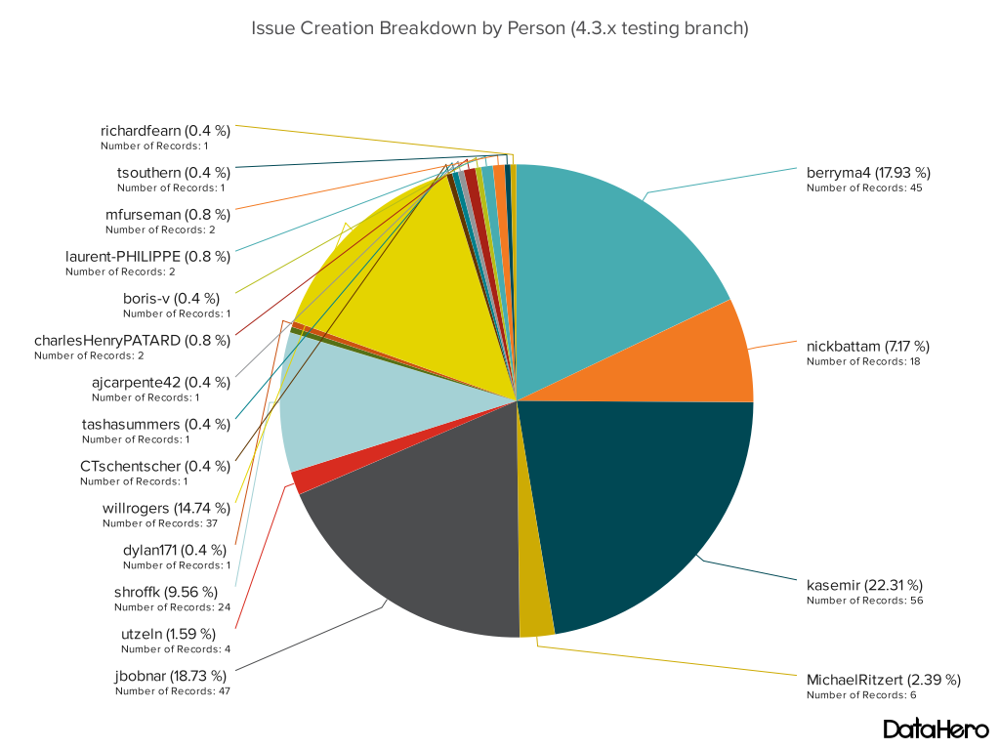 Issue Creation Breakdown by Person (4.3.x testing branch)
richardfearn (0.4 %)
Number of Records: 1
tsouthern (0.4 %)
Number of Records: 1
mfurseman (0.8 %)
Number of Records: 2
laurent-PHILIPPE (0.8 %)
Number of Records: 2
boris-v (0.4 %)
Number of Records: 1
charlesHenryPATARD (0.8 %)
Number of Records: 2
ajcarpente42 (0.4 %)
Number of Records: 1
tashasummers (0.4 %)
Number of Records: 1
CTschentscher (0.4 %)
Number of Records: 1
willrogers (14.74 %)
Number of Records: 37
dylan171 (0.4 %)
Number of Records: 1
shroffk (9.56 %)
Number of Records: 24
utzeln (1.59 %)
Number of Records: 4
jbobnar (18.73 %)
Number of Records: 47
berryma4 (17.93 %)
Number of Records: 45
nickbattam (7.17 %)
Number of Records: 18
kasemir (22.31 %)
Number of Records: 56
MichaelRitzert (2.39 %)
Number of Records: 6
DataHero